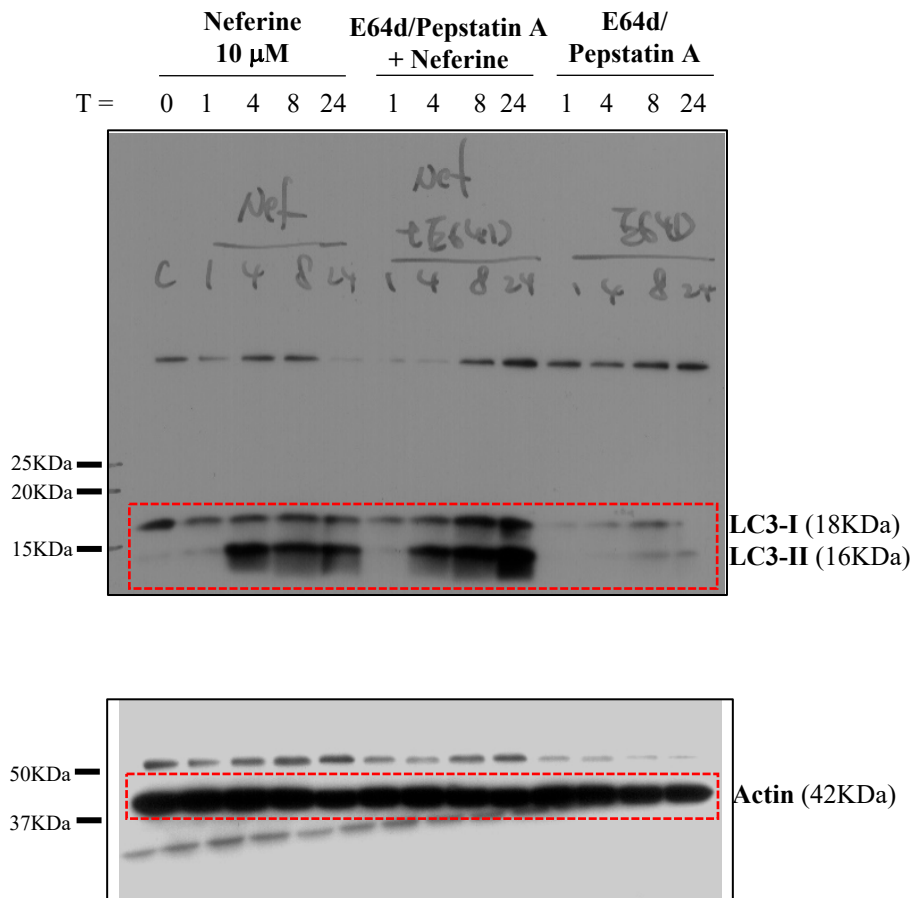 Neferine E64d/Pepstatin A E64d/
10 μM + Neferine Pepstatin A
T = 0 1 4 8 24 1 4 8 24 1 4 8 24
Nef Nef E64D
+E64D
C 1 4 8 24 1 4 8 24 1 4 8 24
25KDa
20KDa
LC3-I (18KDa)
15KDa
LC3-II (16KDa)
50KDa
Actin (42KDa)
37KDa